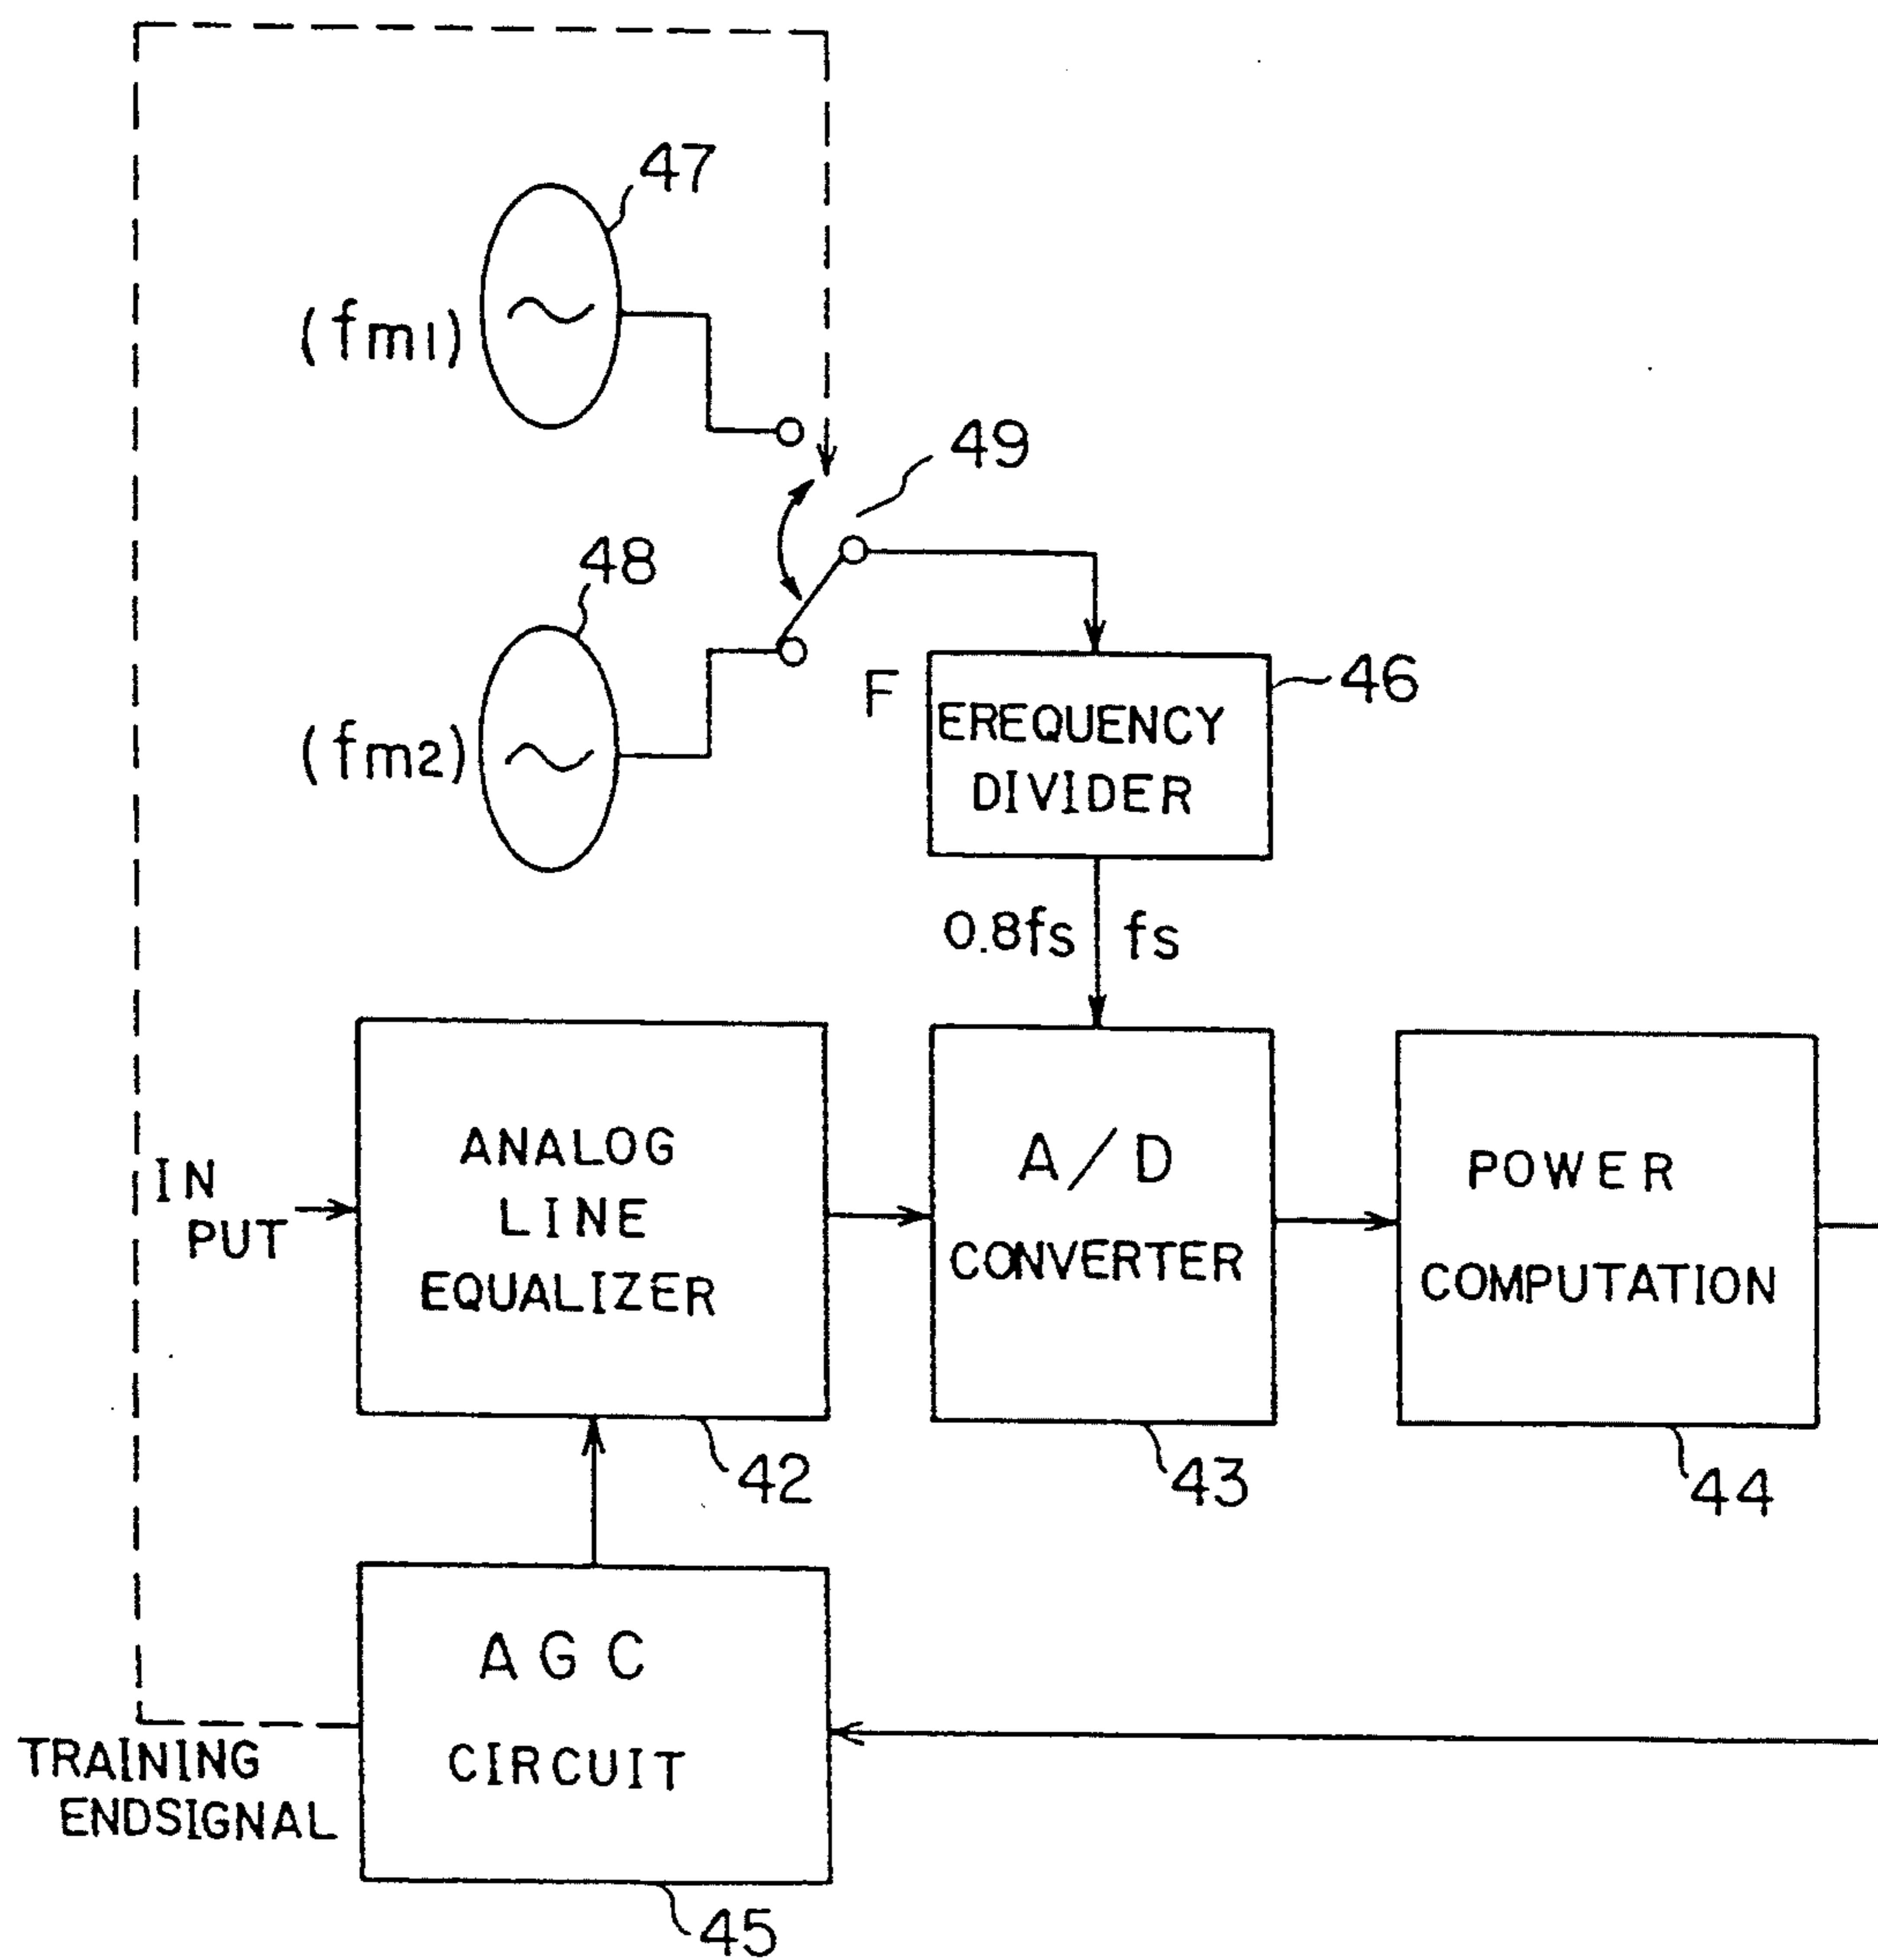 47
(fm1)
49
48
(fm2)
F
46
EREQUENCY
DIVIDER
0.8fs fs
IN
PUT
ANALOG
LINE
EQUALIZER
A/D
CONVERTER
POWER
COMPUTATION
42
43
44
AGC
CIRCUIT
TRAINING
ENDSIGNAL
45